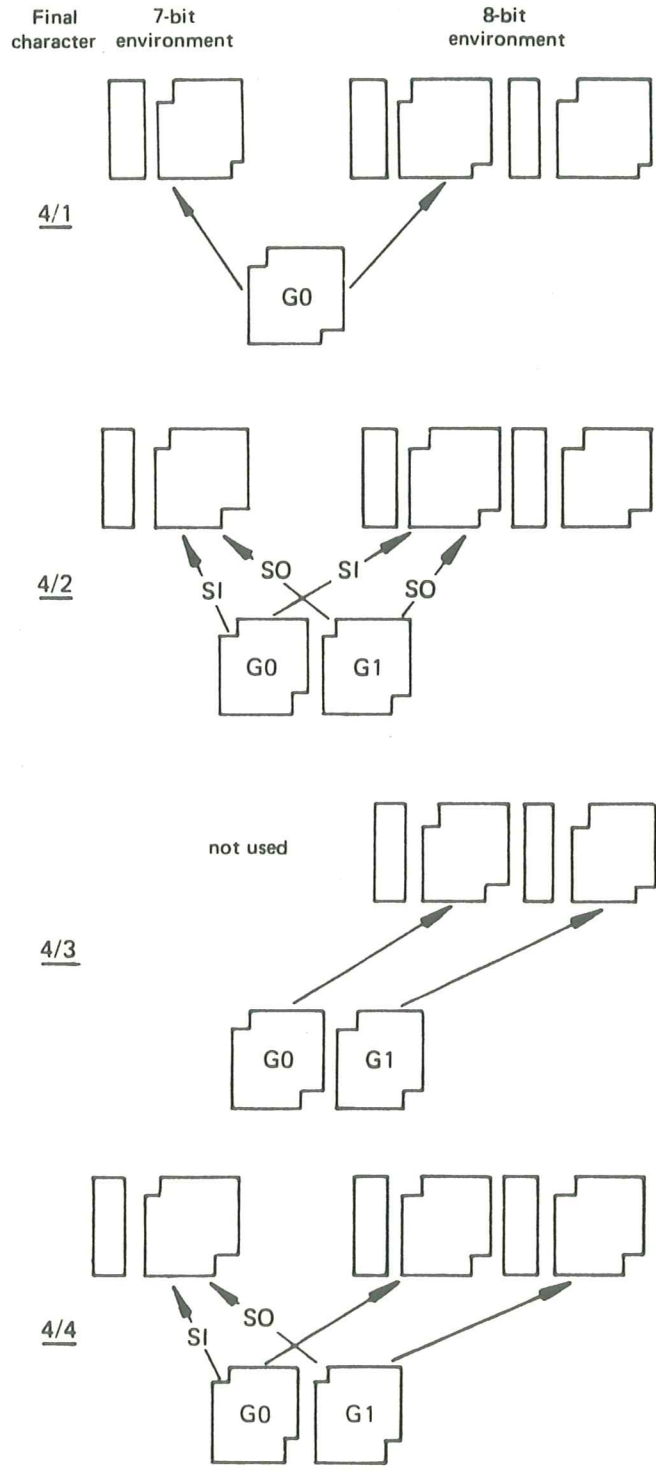 Final character
7-bit environment
8-bit environment
4/1
G0
4/2
SI
SO
SI
SO
G0
G1
not used
4/3
G0
G1
4/4
SI
SO
G0
G1